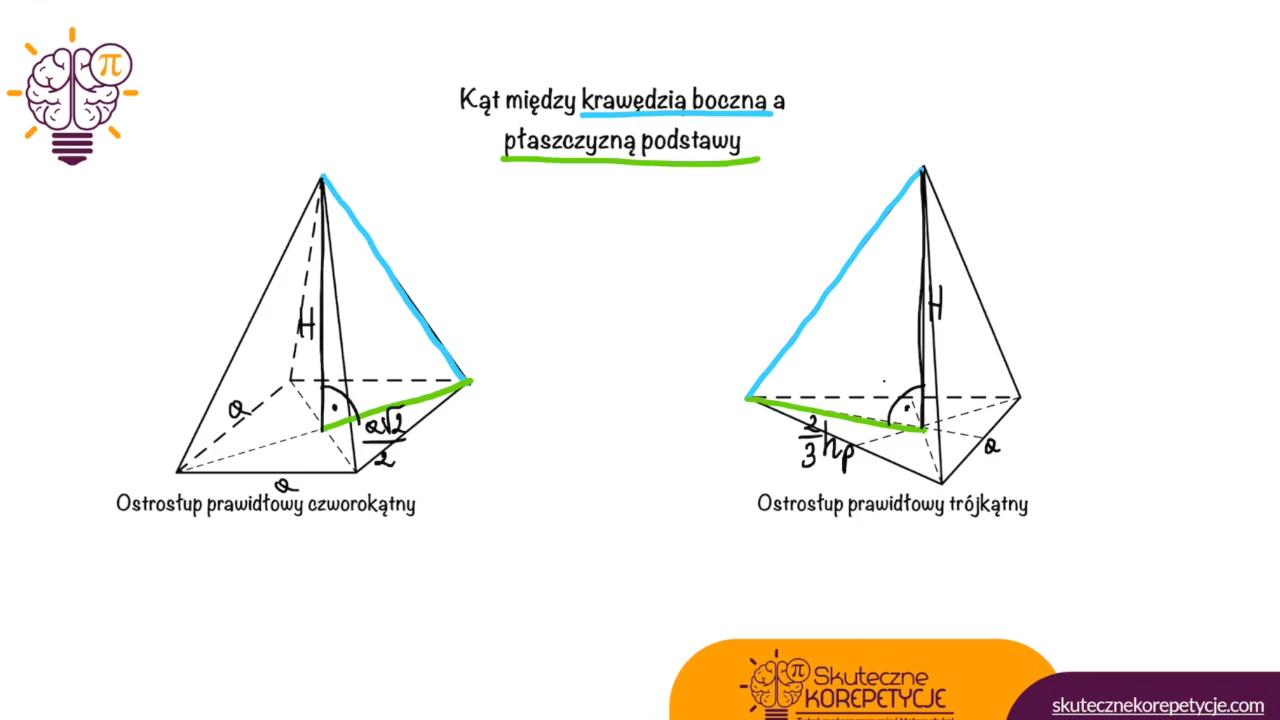 π
Kąt między krawędzią boczną a
płaszczyzną podstawy
H
a
a√2
2
a
H
2
3 hp
a
Ostrosłup prawidłowy czworokątny
Ostrosłup prawidłowy trójkątny
π
Skuteczne
KOREPETYCJE
skutecznekorepetycje.com